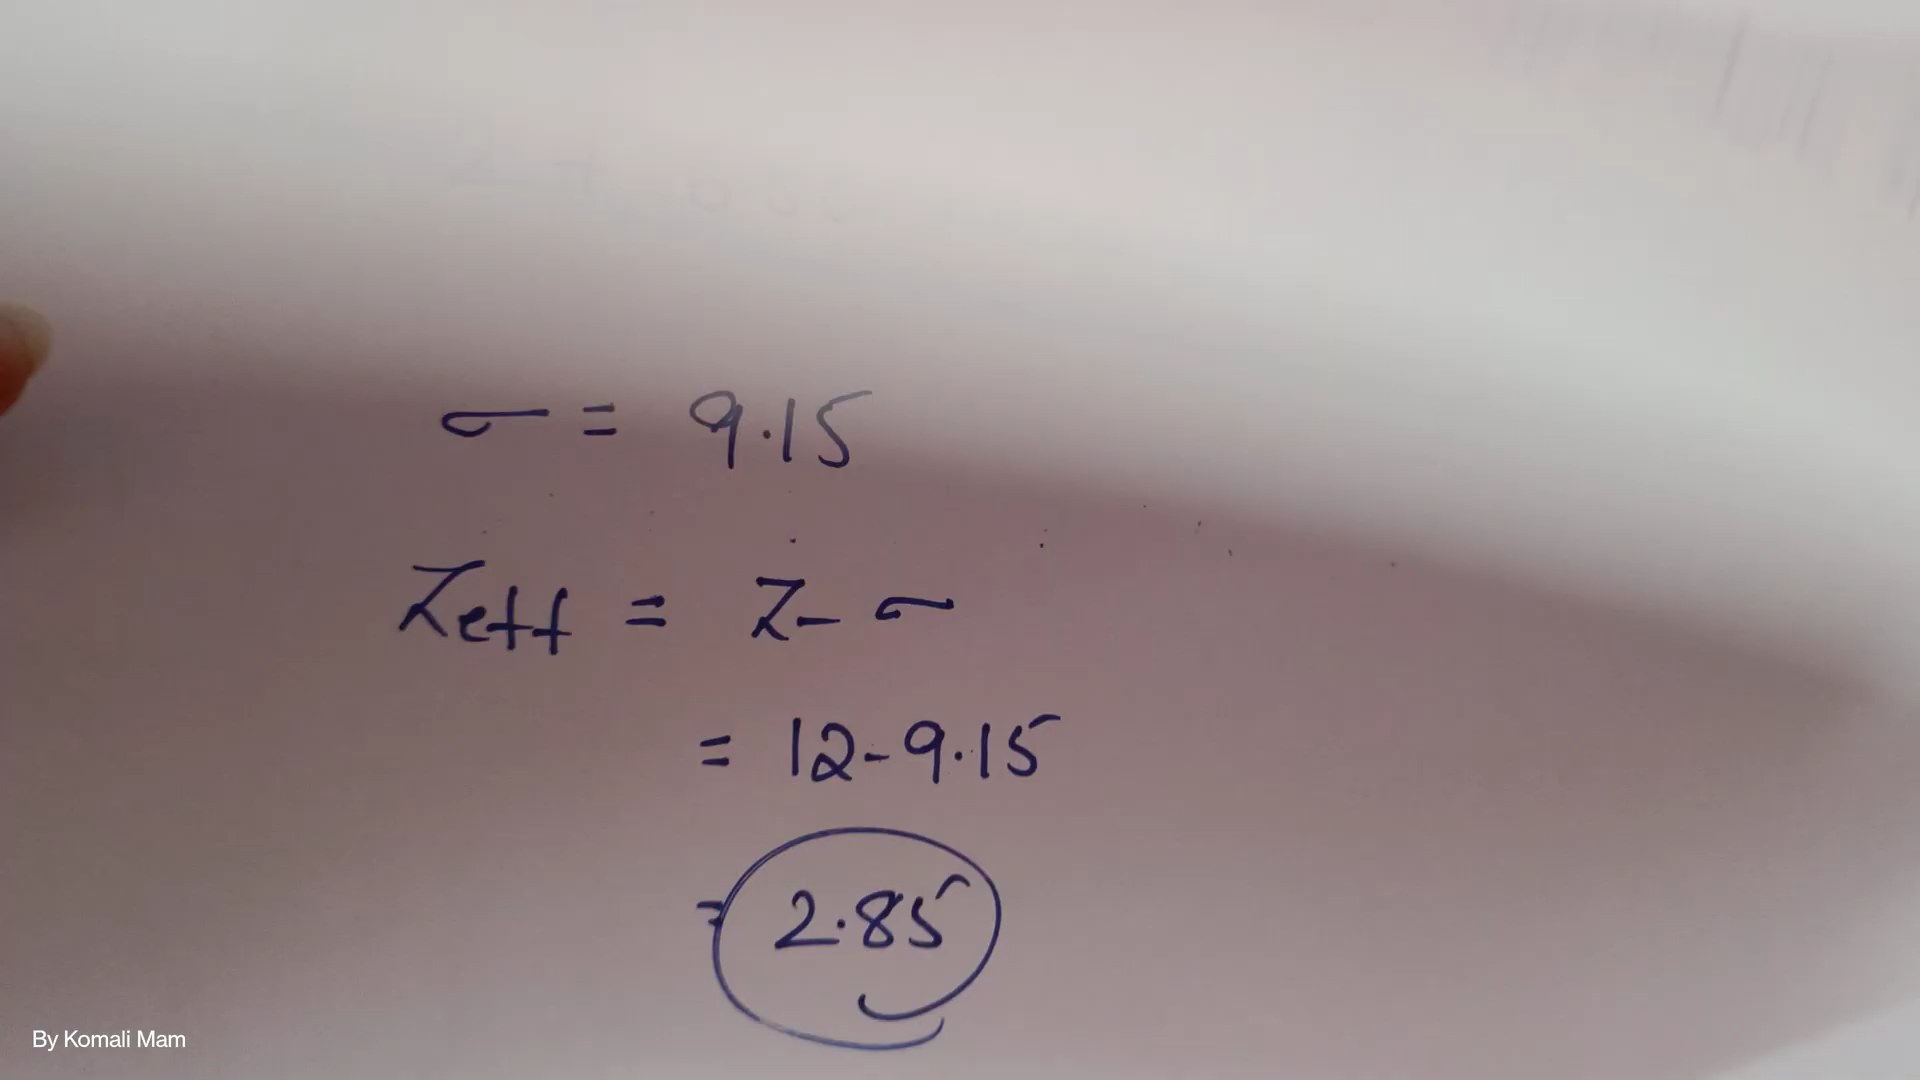 σ = 9.15
Zeff = Z - σ
= 12 - 9.15
= 2.85
By Komali Mam